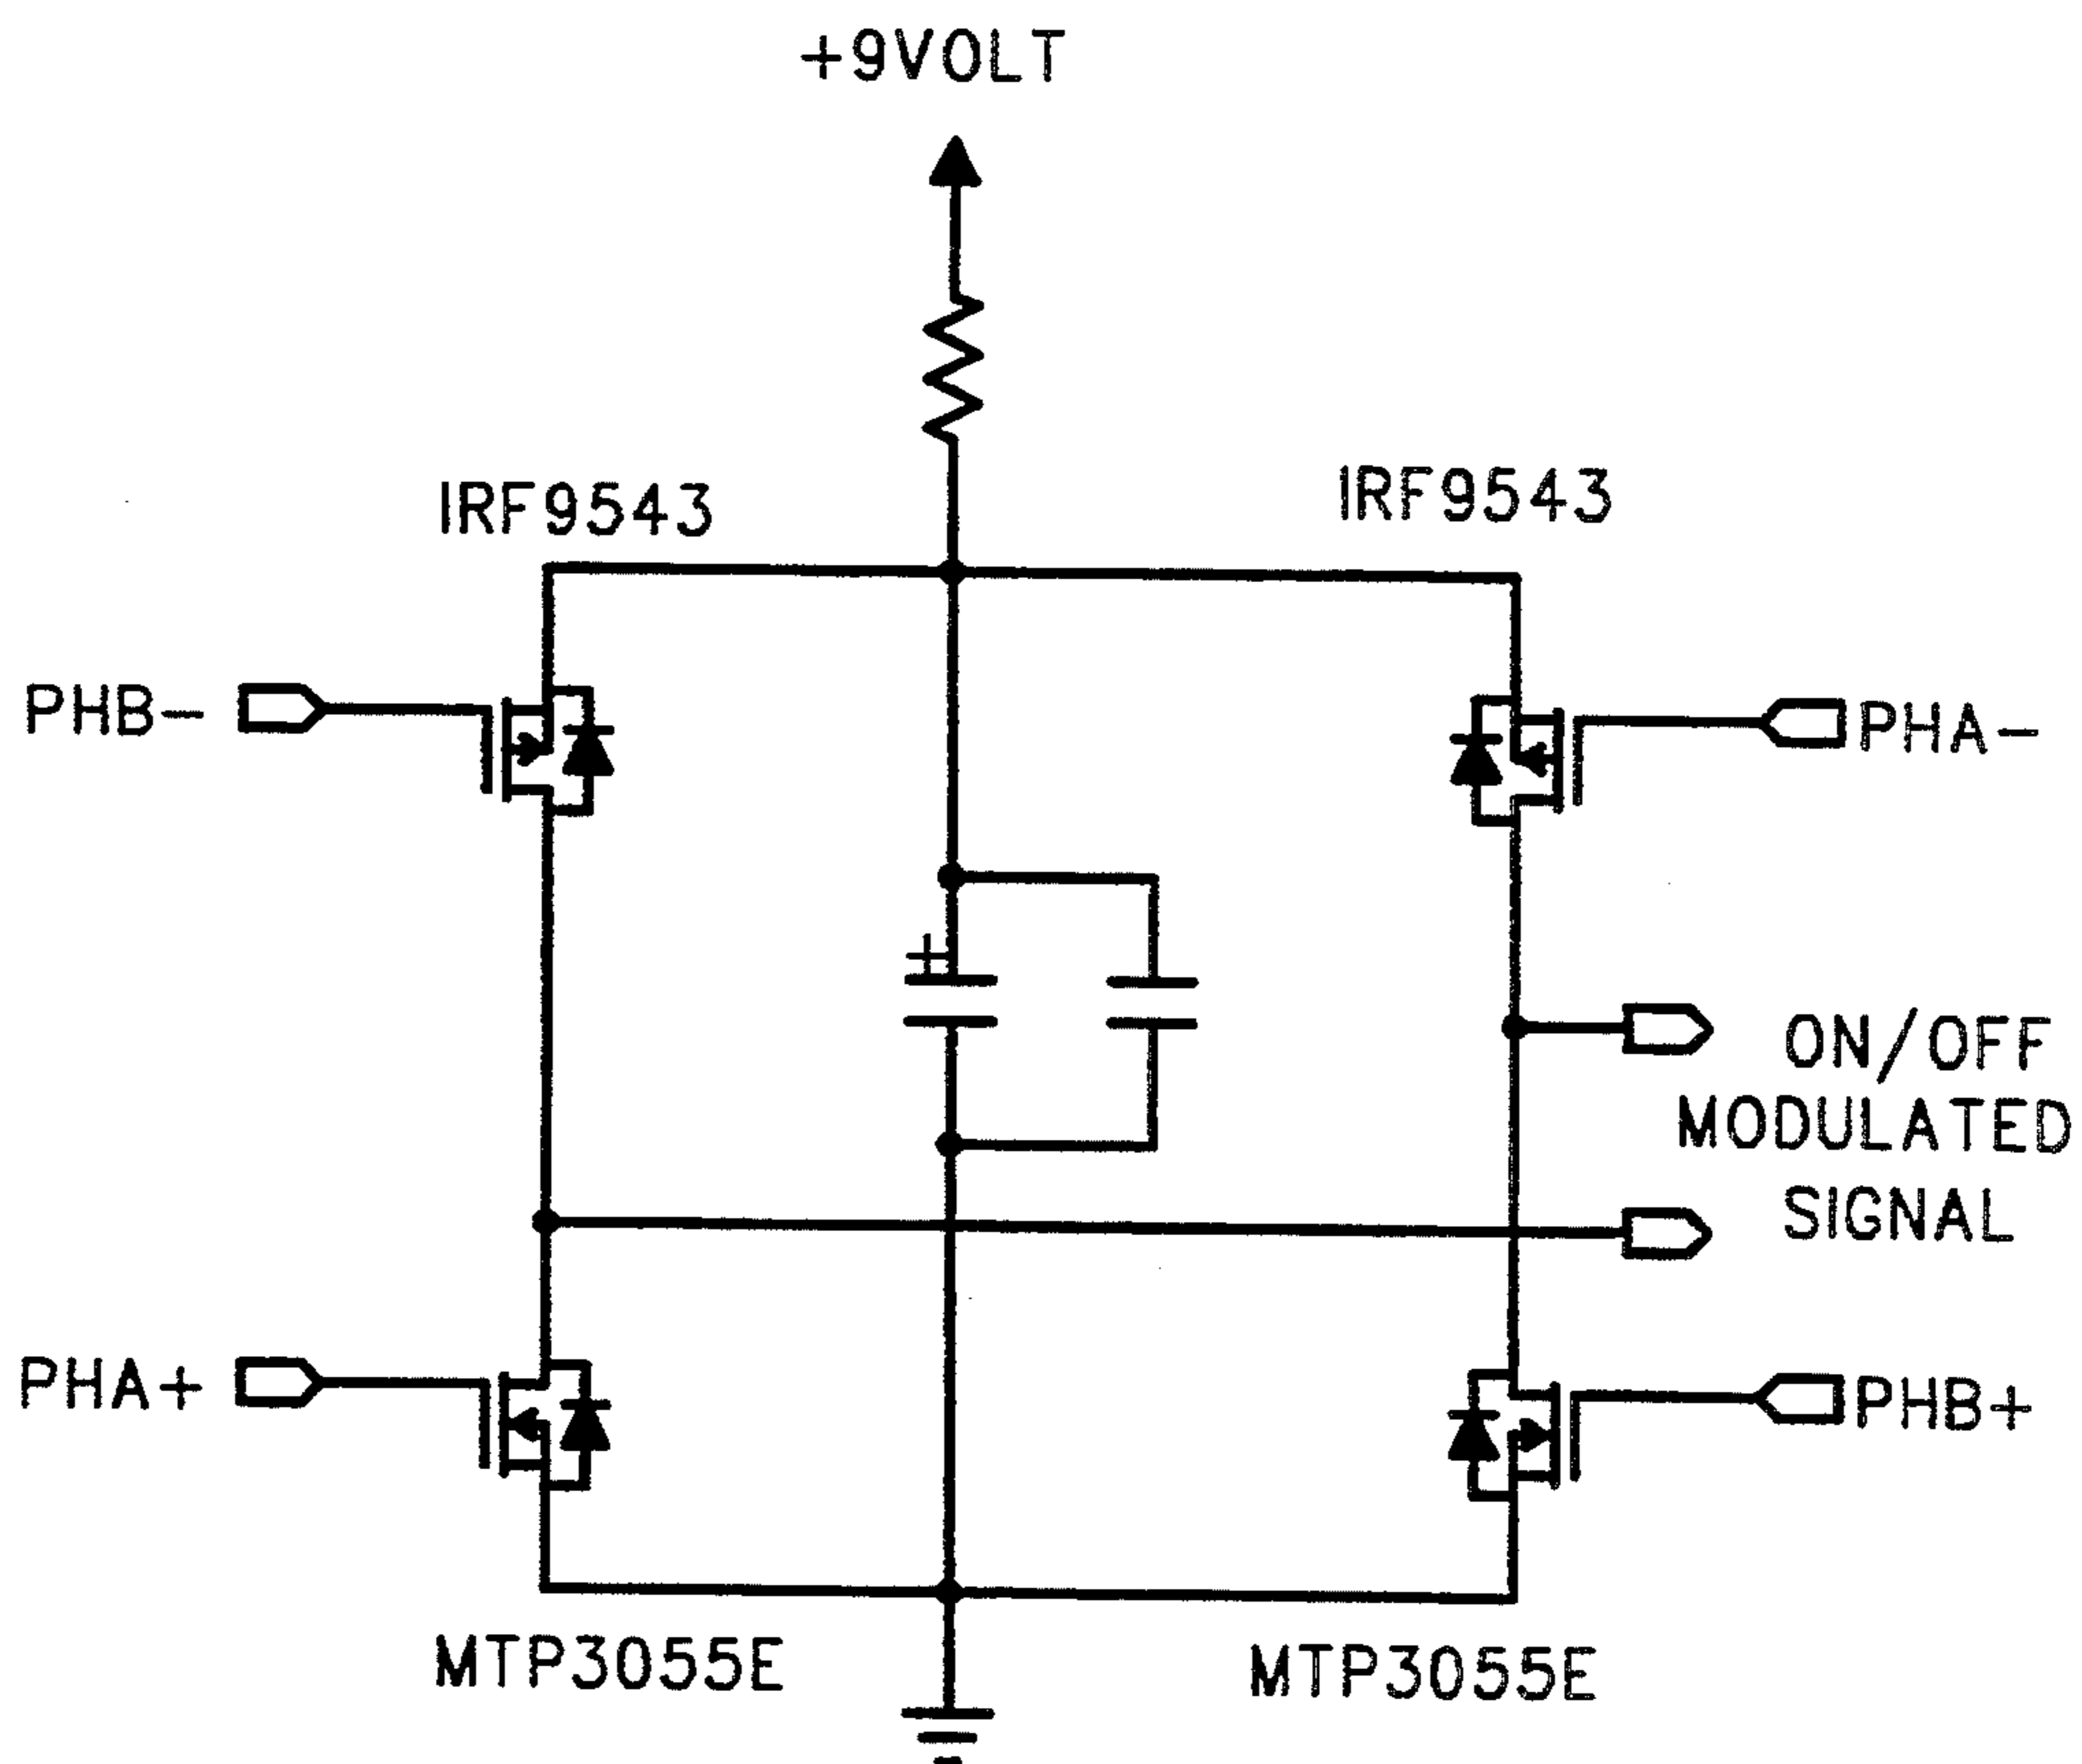 +9VOLT
IRF9543
IRF9543
PHB-
PHA-
+
ON/OFF
MODULATED
SIGNAL
PHA+
PHB+
MTP3055E
MTP3055E